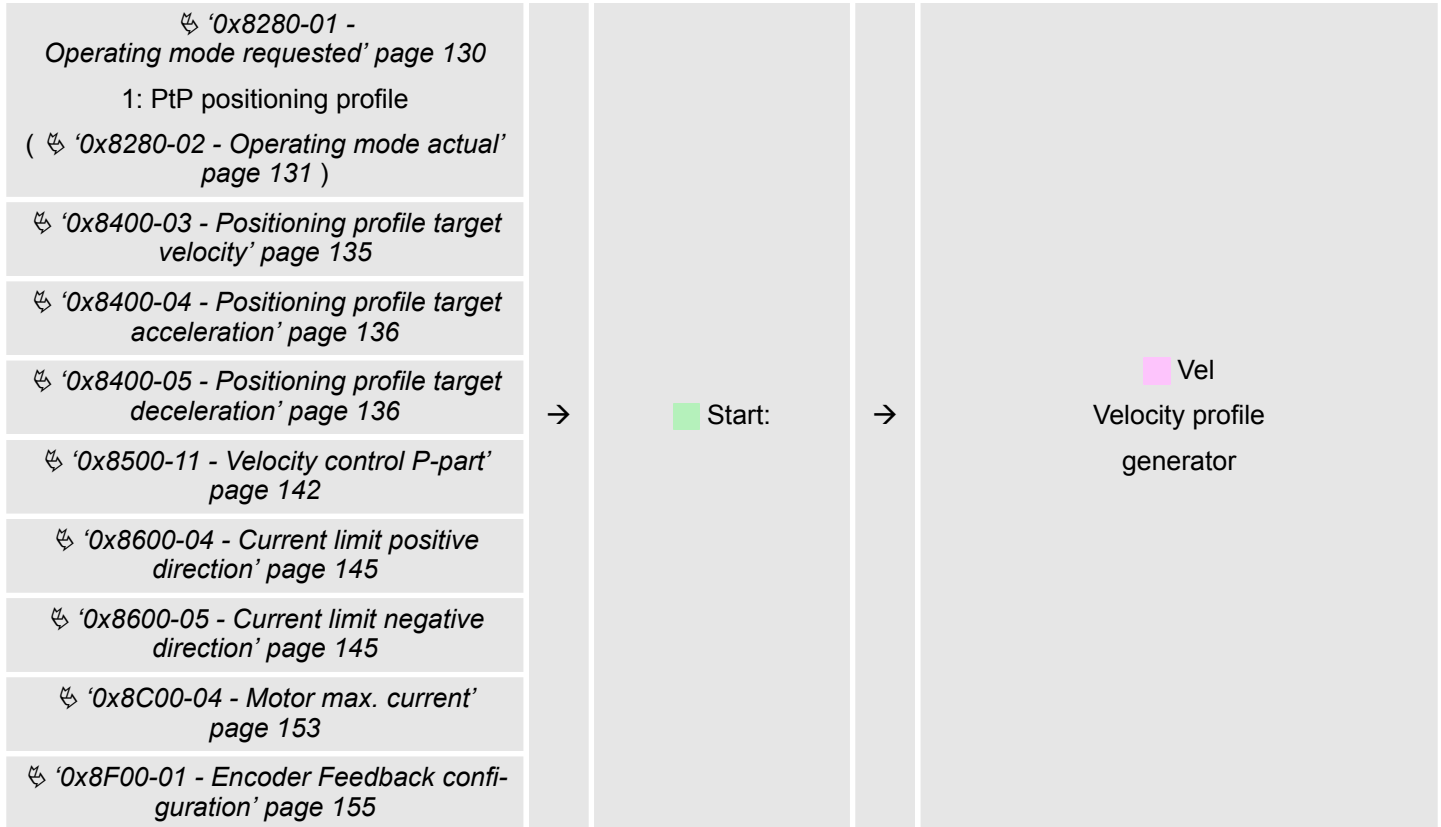 🗘 ‘0x8280-01 -
Operating mode requested’ page 130
1: PtP positioning profile
( 🗘 ‘0x8280-02 - Operating mode actual’
page 131 )
🗘 ‘0x8400-03 - Positioning profile target
velocity’ page 135
🗘 ‘0x8400-04 - Positioning profile target
acceleration’ page 136
🗘 ‘0x8400-05 - Positioning profile target
deceleration’ page 136
🗘 ‘0x8500-11 - Velocity control P-part’
page 142
🗘 ‘0x8600-04 - Current limit positive
direction’ page 145
🗘 ‘0x8600-05 - Current limit negative
direction’ page 145
🗘 ‘0x8C00-04 - Motor max. current’
page 153
🗘 ‘0x8F00-01 - Encoder Feedback confi-
guration’ page 155
→
Start:
→
Vel
Velocity profile
generator